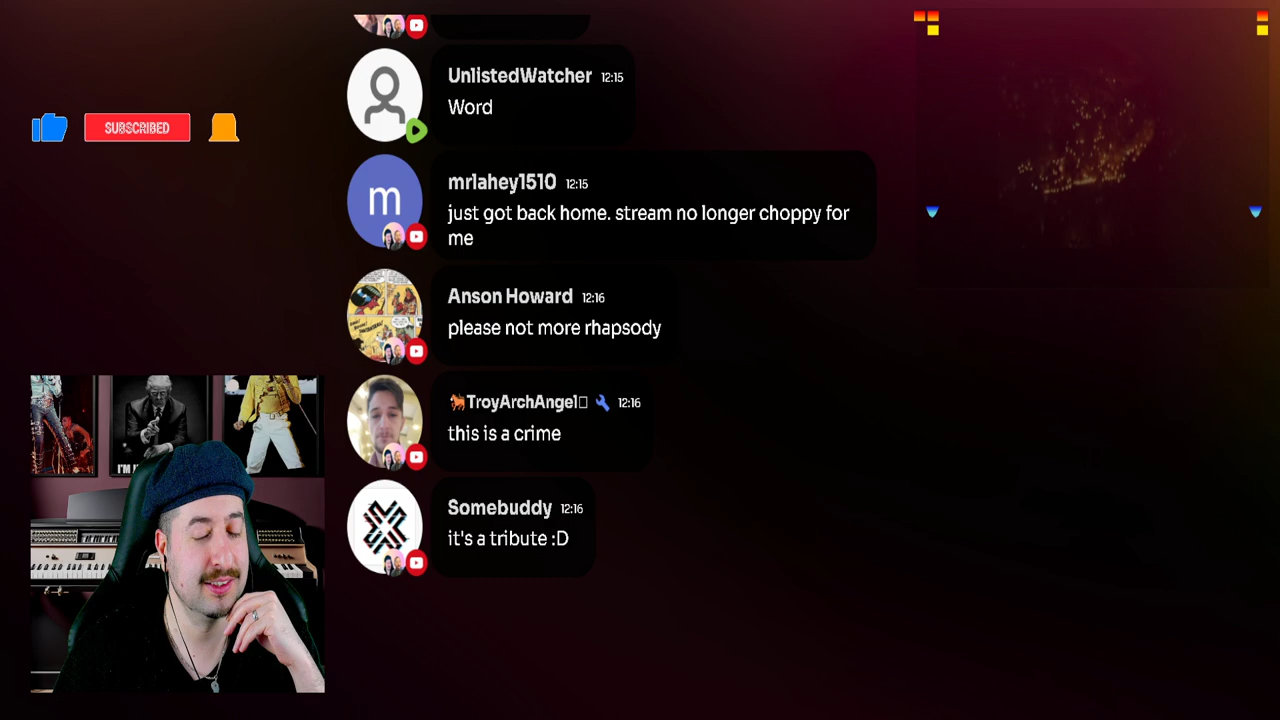 UnlistedWatcher 12:15
Word
SUBSCRIBED
m
mrlahey1510 12:15
just got back home. stream no longer choppy for
me
Anson Howard 12:16
please not more rhapsody
🐂TroyArchAngel▯ 🔧 12:16
this is a crime
I'M
Somebuddy 12:16
it's a tribute :D